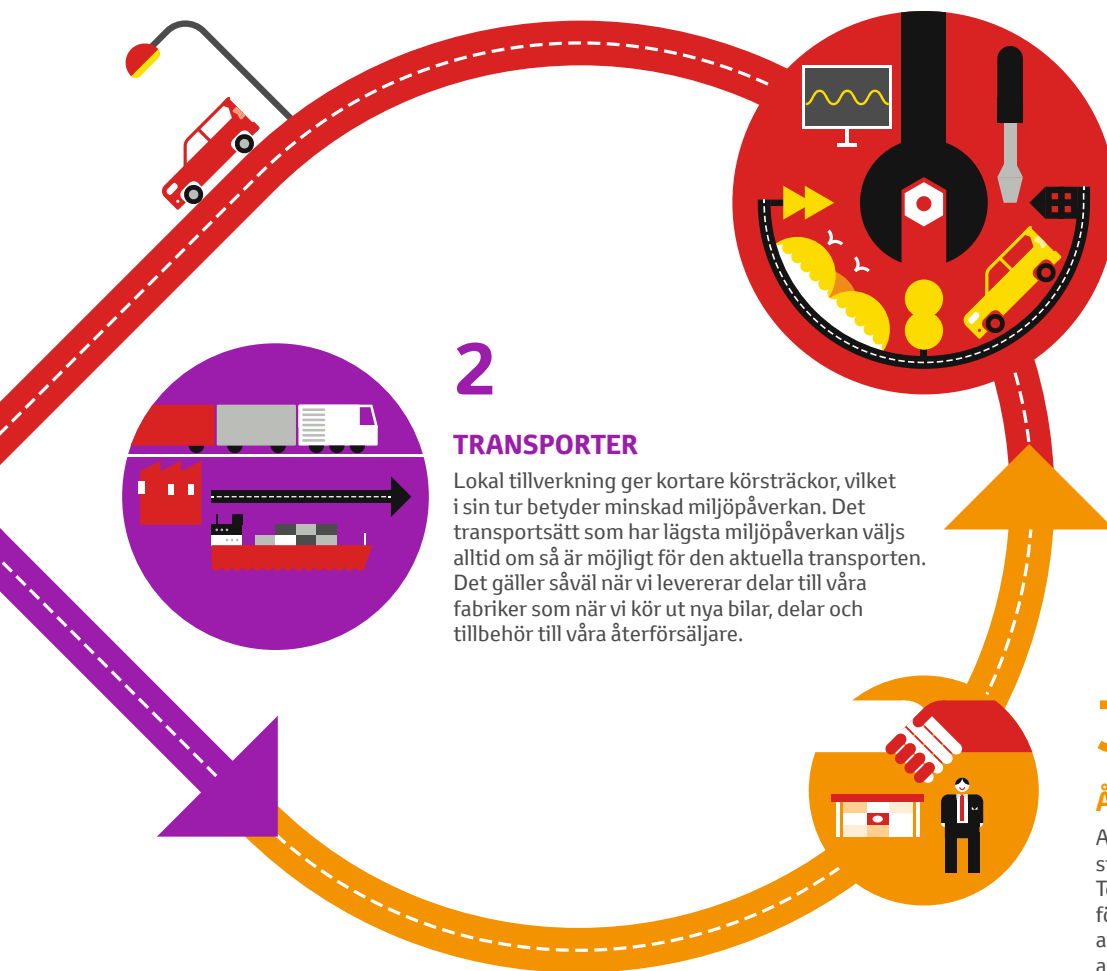 2
TRANSPORTER
Lokal tillverkning ger kortare körsträckor, vilket
i sin tur betyder minskad miljöpåverkan. Det
transportsätt som har lägsta miljöpåverkan väljs
alltid om så är möjligt för den aktuella transporten.
Det gäller såväl när vi levererar delar till våra
fabriker som när vi kör ut nya bilar, delar och
tillbehör till våra återförsäljare.